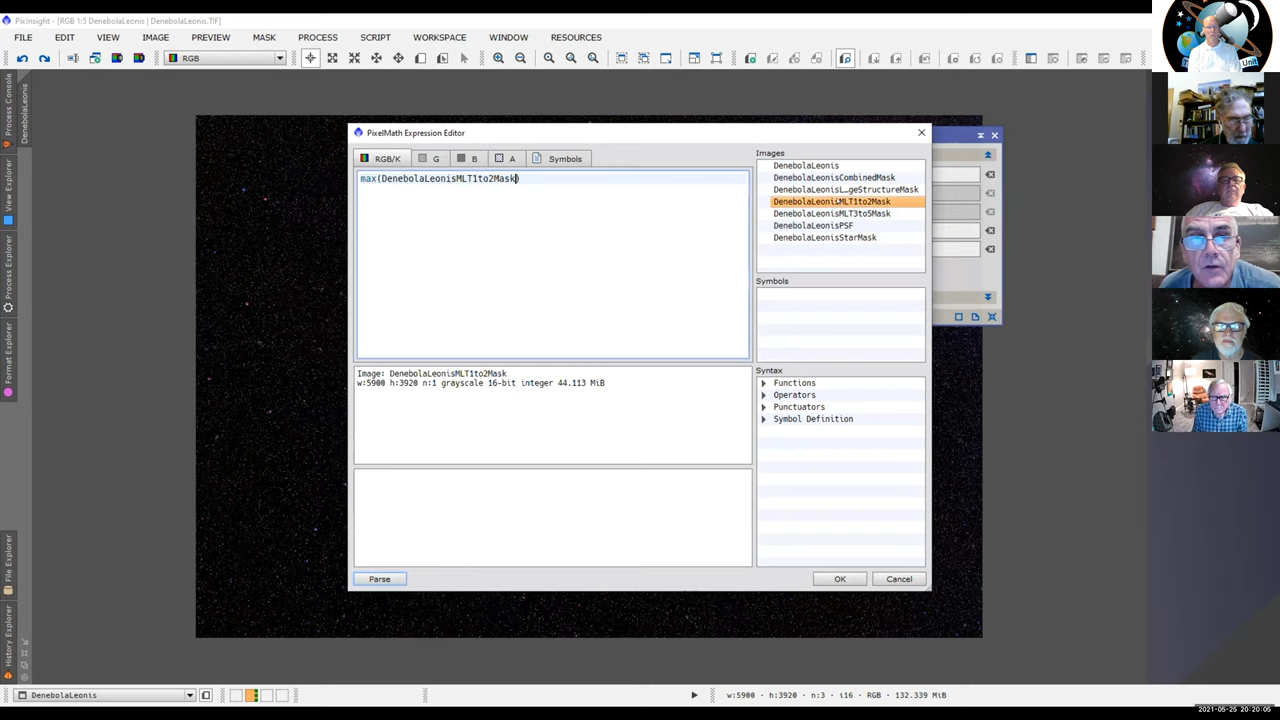 PixInsight - [RGB 1:5 DenebolaLeonis | DenebolaLeonis.TIF]
FILE EDIT VIEW IMAGE PREVIEW MASK PROCESS SCRIPT WORKSPACE WINDOW RESOURCES
RGB
Process Console
View Explorer
Process Explorer
Format Explorer
File Explorer
History Explorer
DenebolaLeonis
PixelMath Expression Editor
RGB/K G B A Symbols
max(DenebolaLeonisMLT1to2Mask)
Image: DenebolaLeonisMLT1to2Mask
w:5900 h:3920 n:1 grayscale 16-bit integer 44.113 MiB
Images
DenebolaLeonis
DenebolaLeonisCombinedMask
DenebolaLeonisL...geStructureMask
DenebolaLeonisMLT1to2Mask
DenebolaLeonisMLT3to5Mask
DenebolaLeonisPSF
DenebolaLeonisStarMask
Symbols
Syntax
Functions
Operators
Punctuators
Symbol Definition
Parse
OK
Cancel
DenebolaLeonis
w:5900 · h:3920 · n:3 · i16 · RGB · 132.339 MiB
Unit
2021-05-25 20:20:05